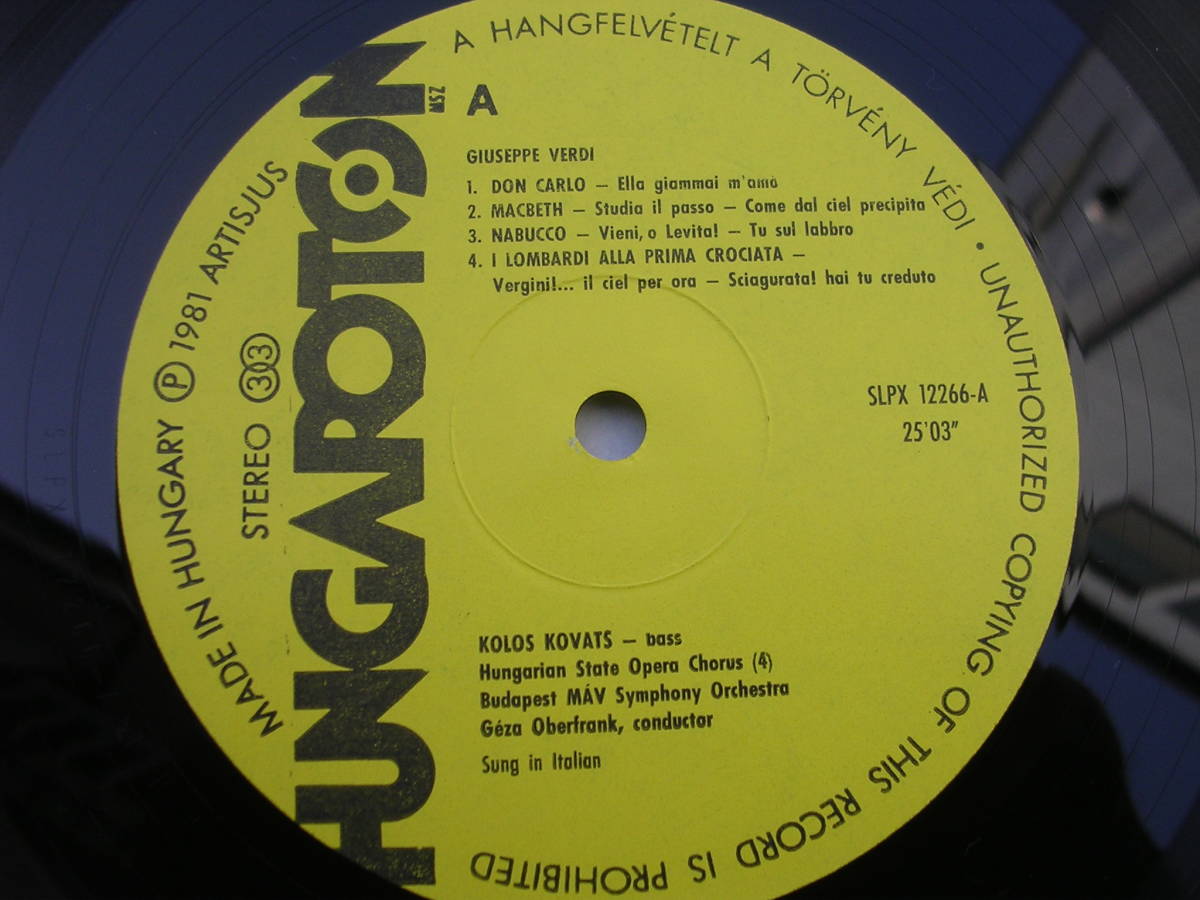 A HANGFELVÉTELT A TÖRVÉNY VÉDI • UNAUTHORIZED COPYING OF THIS RECORD IS PROHIBITED
MADE IN HUNGARY Ⓟ 1981 ARTISJUS
STEREO 33
HUNGAROTON
MSZ
A
GIUSEPPE VERDI
1. DON CARLO – Ella giammai m'amò
2. MACBETH – Studia il passo – Come dal ciel precipita
3. NABUCCO – Vieni, o Levita! – Tu sul labbro
4. I LOMBARDI ALLA PRIMA CROCIATA –
Vergini!... il ciel per ora – Sciagurata! hai tu creduto
SLPX 12266-A
25'03"
KOLOS KOVATS – bass
Hungarian State Opera Chorus (4)
Budapest MÁV Symphony Orchestra
Géza Oberfrank, conductor
Sung in Italian